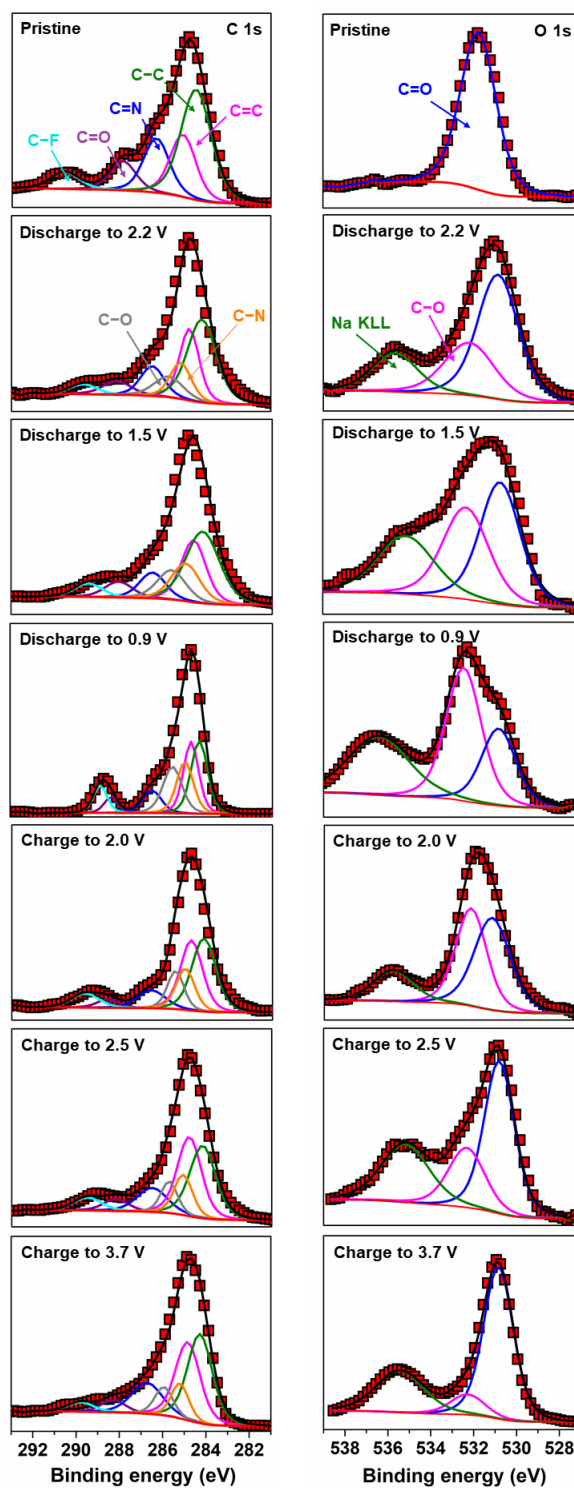 Pristine C 1s
C−C
C=N
C=C
C=O
C−F
Pristine O 1s
C=O
Discharge to 2.2 V
C−O
C−N
Discharge to 2.2 V
C−O
Na KLL
Discharge to 1.5 V
Discharge to 1.5 V
Discharge to 0.9 V
Discharge to 0.9 V
Charge to 2.0 V
Charge to 2.0 V
Charge to 2.5 V
Charge to 2.5 V
Charge to 3.7 V
Charge to 3.7 V
292 290 288 286 284 282
Binding energy (eV)
538 536 534 532 530 528
Binding energy (eV)